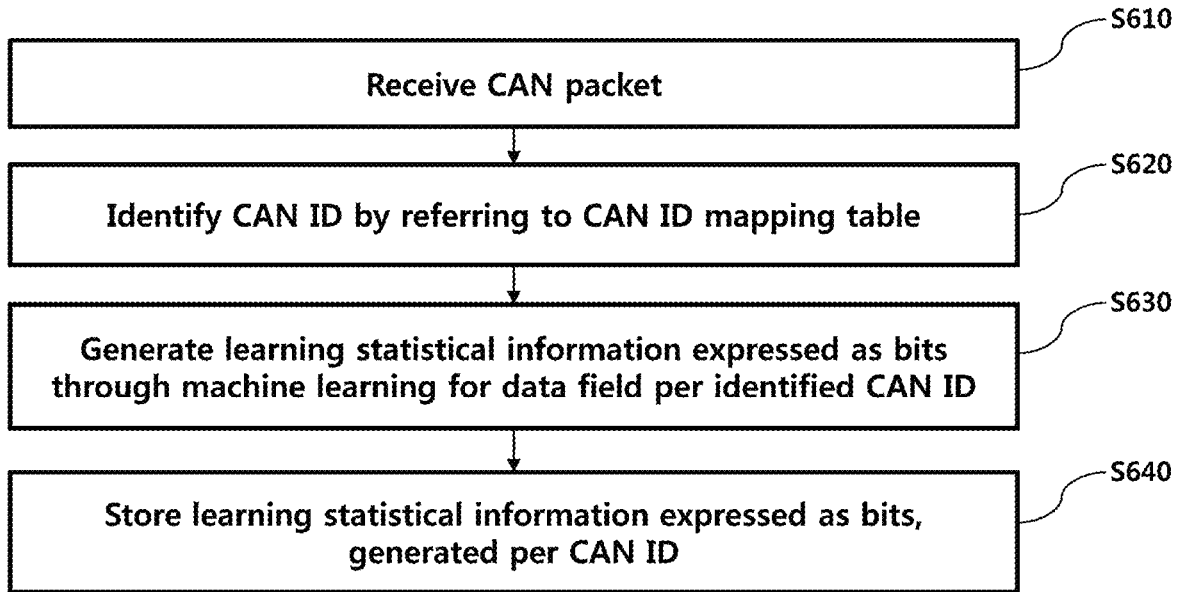 S610
Receive CAN packet
S620
Identify CAN ID by referring to CAN ID mapping table
S630
Generate learning statistical information expressed as bits
through machine learning for data field per identified CAN ID
S640
Store learning statistical information expressed as bits,
generated per CAN ID